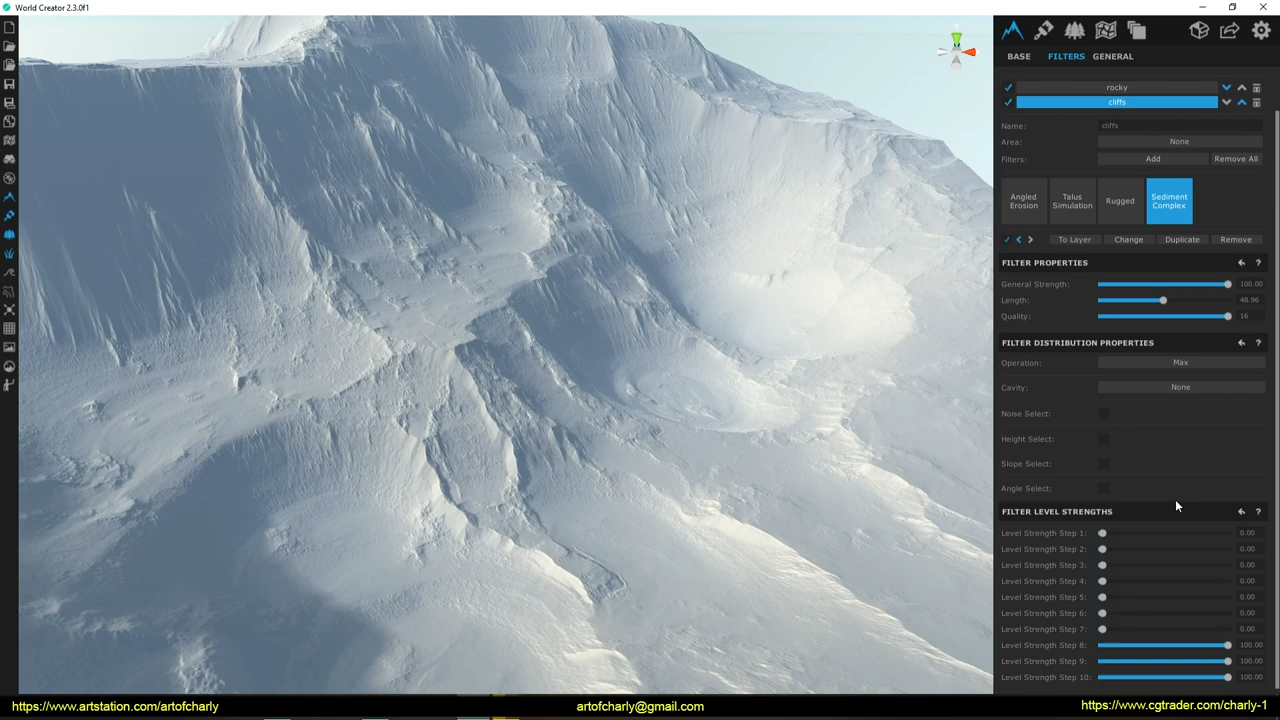 World Creator 2.3.0f1
BASE FILTERS GENERAL
rocky
cliffs
Name: cliffs
Area: None
Filters: Add Remove All
Angled Erosion
Talus Simulation
Rugged
Sediment Complex
To Layer Change Duplicate Remove
FILTER PROPERTIES ?
General Strength: 100.00
Length: 48.96
Quality: 16
FILTER DISTRIBUTION PROPERTIES ?
Operation: Max
Cavity: None
Noise Select:
Height Select:
Slope Select:
Angle Select:
FILTER LEVEL STRENGTHS ?
Level Strength Step 1: 0.00
Level Strength Step 2: 0.00
Level Strength Step 3: 0.00
Level Strength Step 4: 0.00
Level Strength Step 5: 0.00
Level Strength Step 6: 0.00
Level Strength Step 7: 0.00
Level Strength Step 8: 100.00
Level Strength Step 9: 100.00
Level Strength Step 10: 100.00
https://www.artstation.com/artofcharly artofcharly@gmail.com https://www.cgtrader.com/charly-1